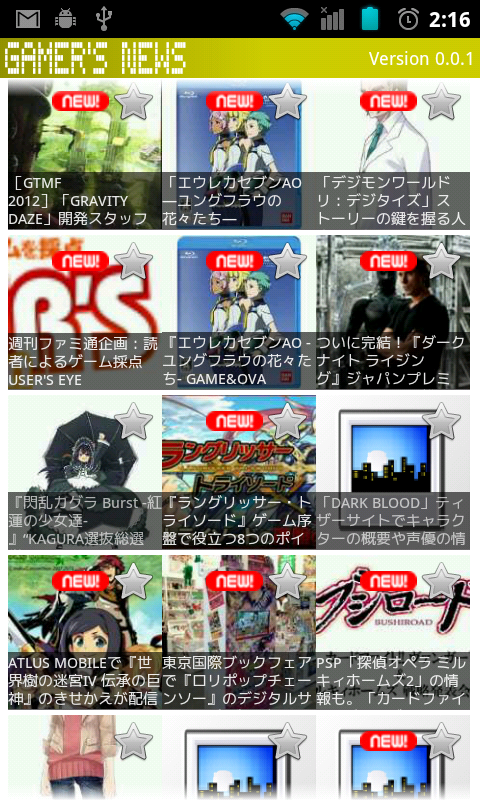 2:16
GAMER'S NEWS
Version 0.0.1
NEW!
NEW!
NEW!
［GTMF
2012］「GRAVITY
DAZE」開発スタッフ
「エウレカセブンAO
―ユングフラウの
花々たち―
「デジモンワールド
リ：デジタイズ」ス
トーリーの鍵を握る人
NEW!
NEW!
NEW!
R'S
週刊ファミ通企画：読
者によるゲーム採点
USER'S EYE
『エウレカセブンAO -
ユングフラウの花々た
ち- GAME&OVA
ついに完結！『ダーク
ナイト ライジン
グ』ジャパンプレミ
NEW!
ラングリッサー
トライソード
『閃乱カグラ Burst -紅
蓮の少女達-
』“KAGURA選抜総選
『ラングリッサー ト
ライソード』ゲーム序
盤で役立つ8つのポイ
「DARK BLOOD」ティ
ザーサイトでキャラク
ターの概要や声優の情
NEW!
NEW!
NEW!
ブシロード
BUSHIROAD
ATLUS MOBILEで『世
界樹の迷宮IV 伝承の巨
神』のきせかえが配信
東京国際ブックフェア
で『ロリポップチェー
ンソー』のデジタルサ
PSP「探偵オペラ ミル
キィホームズ2」の情
報も。「カードファイ
NEW!